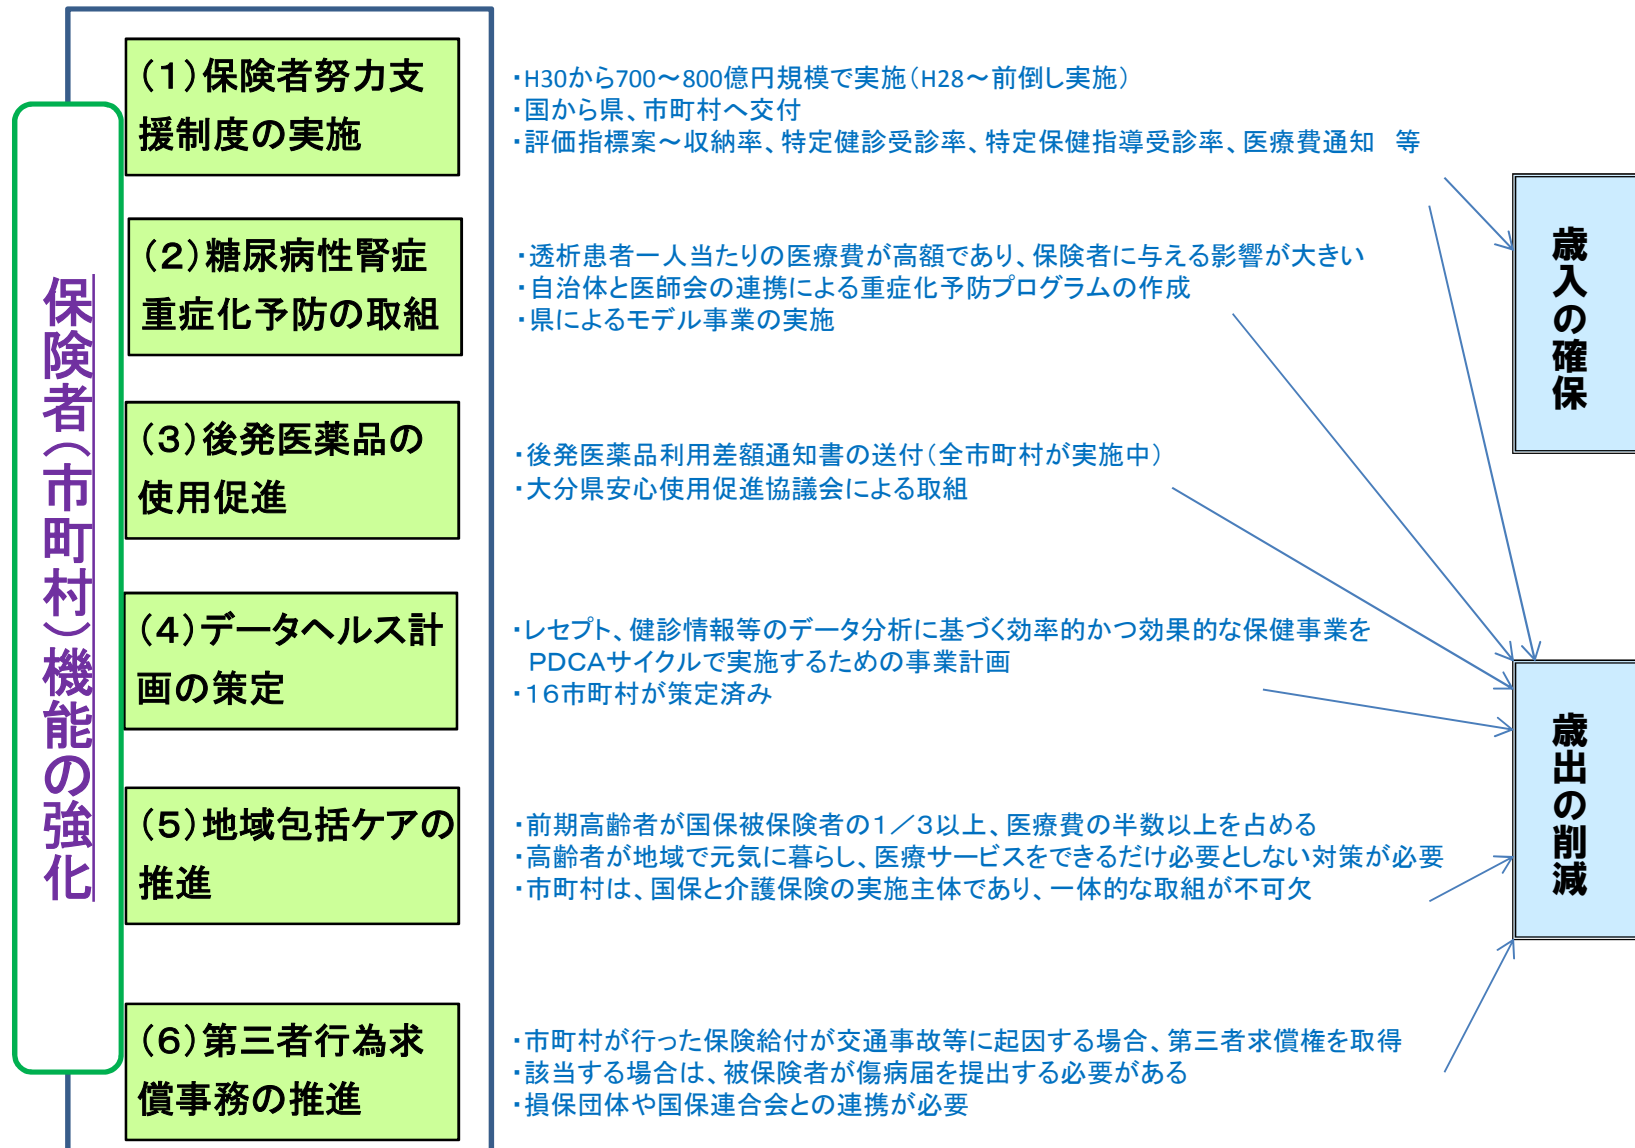 保険者（市町村）機能の強化
（1）保険者努力支
援制度の実施
・H30から700～800億円規模で実施（H28～前倒し実施）
・国から県、市町村へ交付
・評価指標案～収納率、特定健診受診率、特定保健指導受診率、医療費通知　等
（2）糖尿病性腎症
重症化予防の取組
・透析患者一人当たりの医療費が高額であり、保険者に与える影響が大きい
・自治体と医師会の連携による重症化予防プログラムの作成
・県によるモデル事業の実施
（3）後発医薬品の
使用促進
・後発医薬品利用差額通知書の送付（全市町村が実施中）
・大分県安心使用促進協議会による取組
（4）データヘルス計
画の策定
・レセプト、健診情報等のデータ分析に基づく効率的かつ効果的な保健事業を
PDCAサイクルで実施するための事業計画
・16市町村が策定済み
（5）地域包括ケアの
推進
・前期高齢者が国保被保険者の1／3以上、医療費の半数以上を占める
・高齢者が地域で元気に暮らし、医療サービスをできるだけ必要としない対策が必要
・市町村は、国保と介護保険の実施主体であり、一体的な取組が不可欠
（6）第三者行為求
償事務の推進
・市町村が行った保険給付が交通事故等に起因する場合、第三者求償権を取得
・該当する場合は、被保険者が傷病届を提出する必要がある
・損保団体や国保連合会との連携が必要
歳入の確保
歳出の削減